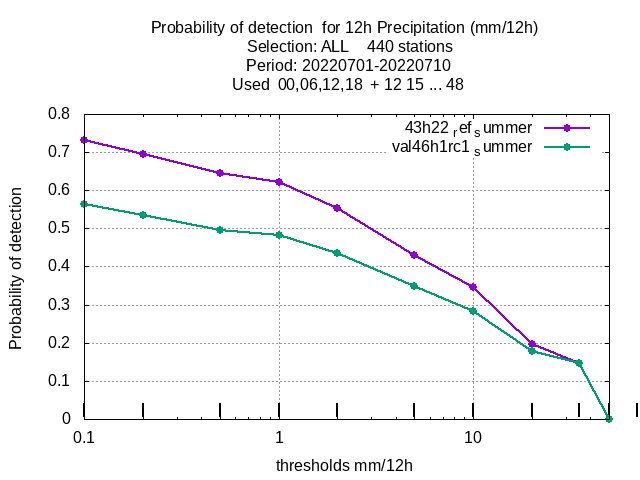 Probability of detection  for 12h Precipitation (mm/12h)
Selection: ALL    440 stations
Period: 20220701-20220710
Used  00,06,12,18  + 12 15 ... 48
43h22 ref summer
val46h1rc1 summer
0.8
0.7
0.6
0.5
0.4
0.3
0.2
0.1
0
Probability of detection
0.1 1 10
thresholds mm/12h